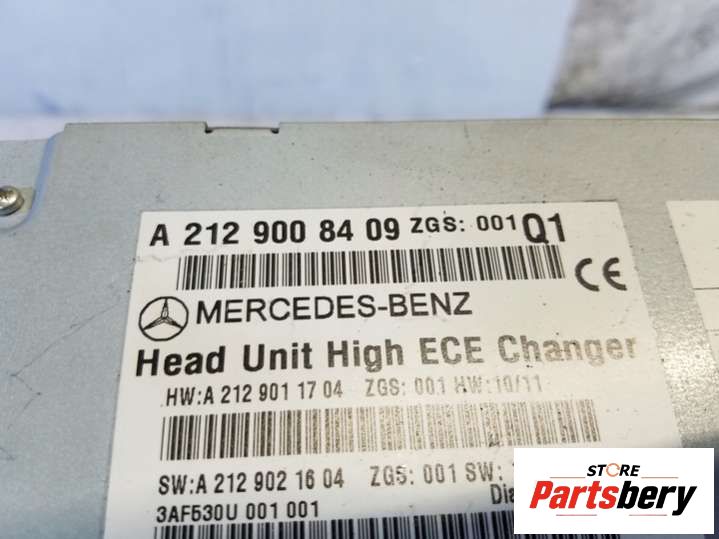 A 212 900 84 09 ZGS: 001 Q1
CE
MERCEDES-BENZ
Head Unit High ECE Changer
HW:A 212 901 17 04 ZGS: 001 HW:10/11
SW:A 212 902 16 04 ZGS: 001 SW:
3AF530U 001 001
STORE
Partsbery